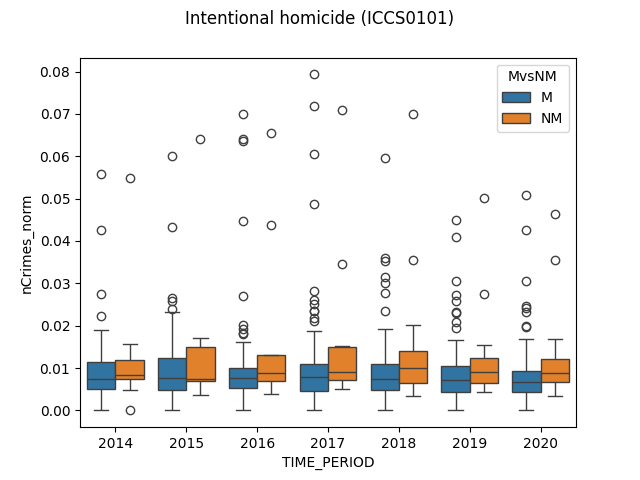 Intentional homicide (ICCS0101)
MvsNM
M
NM
0.08
0.07
0.06
0.05
0.04
0.03
0.02
0.01
0.00
nCrimes_norm
2014 2015 2016 2017 2018 2019 2020
TIME_PERIOD